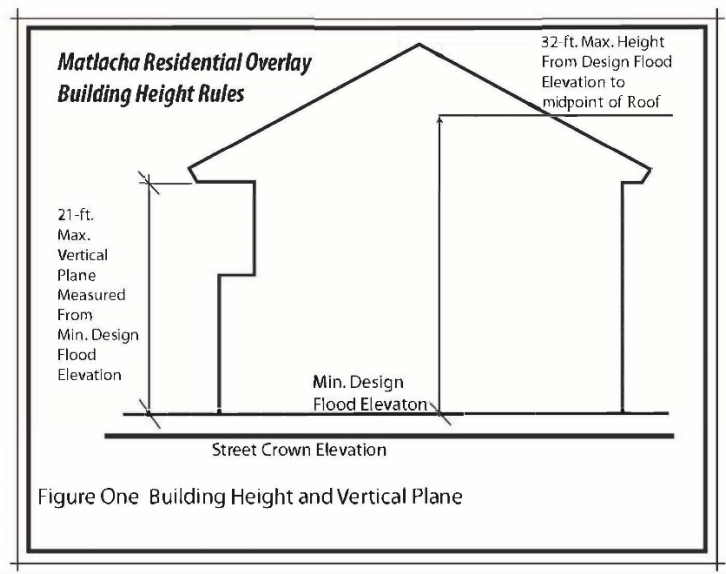 Matlacha Residential Overlay
Building Height Rules
32-ft. Max. Height
From Design Flood
Elevation to
midpoint of Roof
21-ft.
Max.
Vertical
Plane
Measured
From
Min. Design
Flood
Elevation
Min. Design
Flood Elevaton
Street Crown Elevation
Figure One Building Height and Vertical Plane